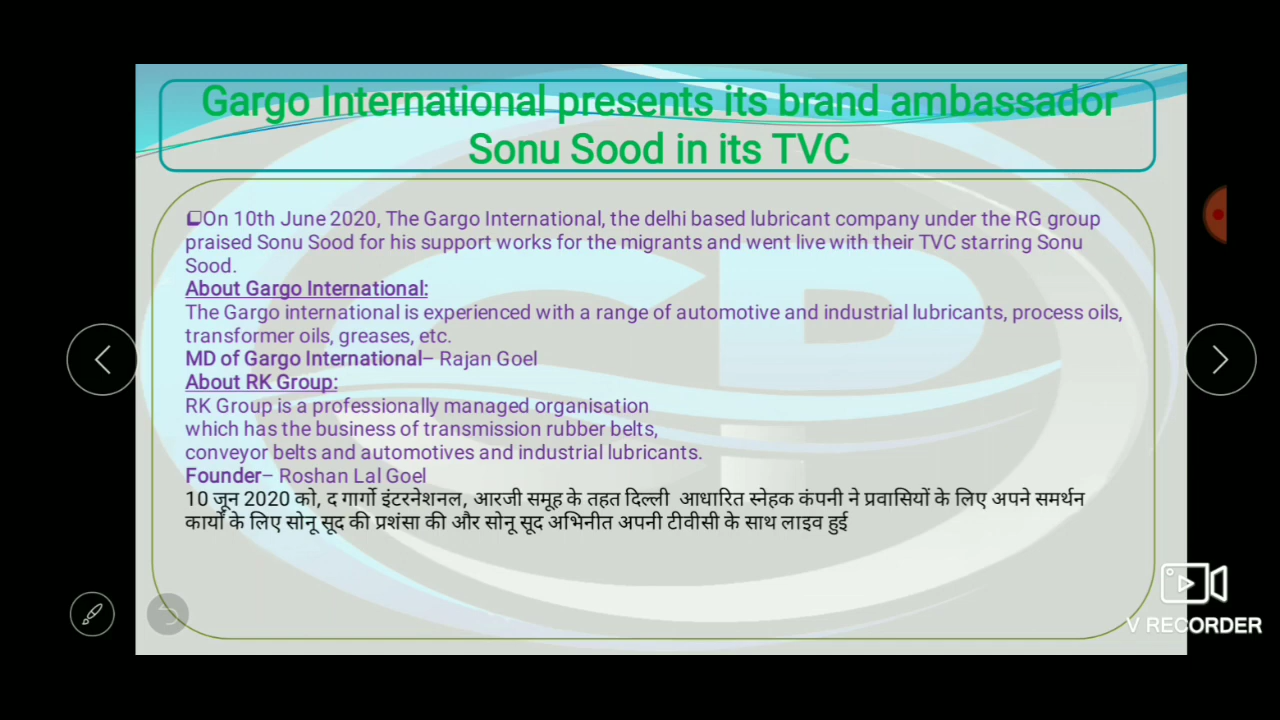 Gargo International presents its brand ambassador
Sonu Sood in its TVC
❑On 10th June 2020, The Gargo International, the delhi based lubricant company under the RG group
praised Sonu Sood for his support works for the migrants and went live with their TVC starring Sonu
Sood.
About Gargo International:
The Gargo international is experienced with a range of automotive and industrial lubricants, process oils,
transformer oils, greases, etc.
MD of Gargo International– Rajan Goel
About RK Group:
RK Group is a professionally managed organisation
which has the business of transmission rubber belts,
conveyor belts and automotives and industrial lubricants.
Founder– Roshan Lal Goel
10 जून 2020 को, द गार्गो इंटरनेशनल, आरजी समूह के तहत दिल्ली आधारित स्नेहक कंपनी ने प्रवासियों के लिए अपने समर्थन
कार्यों के लिए सोनू सूद की प्रशंसा की और सोनू सूद अभिनीत अपनी टीवीसी के साथ लाइव हुई
V RECORDER